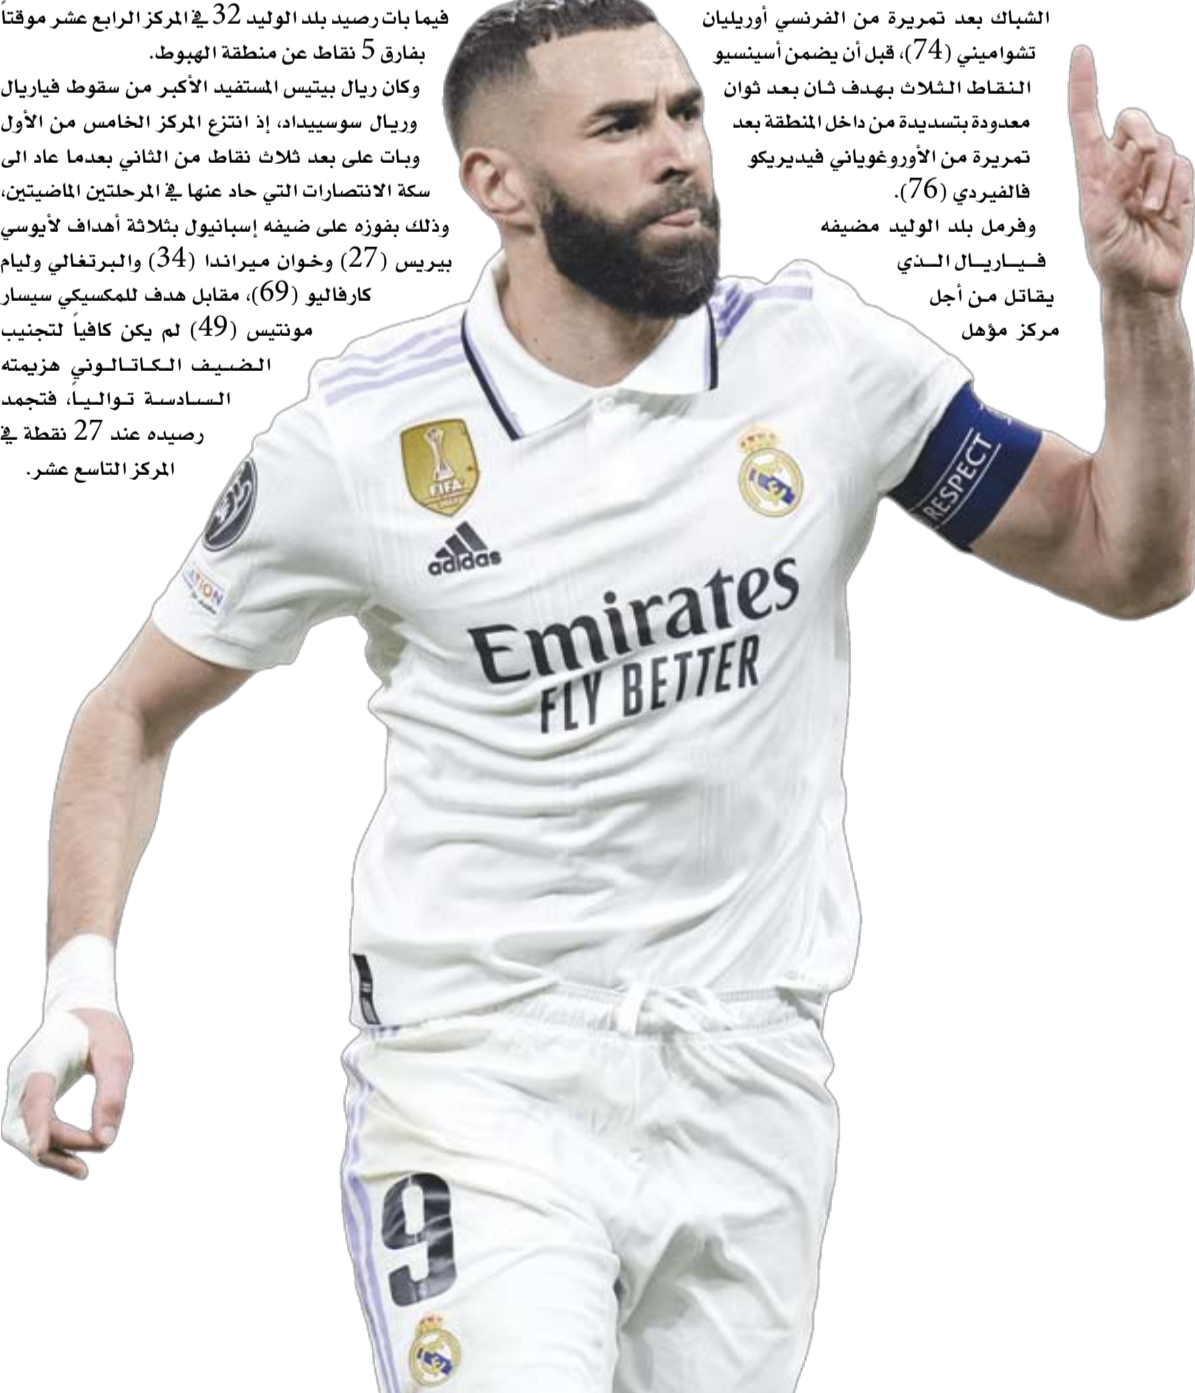 الشباك بعد تمريرة من الفرنسي أوريليان
تشواميني (74)، قبل أن يضمن أسينسيو
النقاط الثلاث بهدف ثان بعد ثوان
معدودة بتسديدة من داخل المنطقة بعد
تمريرة من الأوروغوياني فيديريكو
فالفيردي (76).
وفرمل بلد الوليد مضيفه
فياريال الذي
يقاتل من أجل
مركز مؤهل
فيما بات رصيد بلد الوليد 32 في المركز الرابع عشر موقتاً
بفارق 5 نقاط عن منطقة الهبوط.
وكان ريال بيتيس المستفيد الأكبر من سقوط فياريال
وريال سوسييداد، إذ انتزع المركز الخامس من الأول
وبات على بعد ثلاث نقاط من الثاني بعدما عاد الى
سكة الانتصارات التي حاد عنها في المرحلتين الماضيتين،
وذلك بفوزه على ضيفه إسبانيول بثلاثة أهداف لأيوسي
بيريس (27) وخوان ميراندا (34) والبرتغالي وليام
كارفاليو (69)، مقابل هدف للمكسيكي سيسار
مونتيس (49) لم يكن كافياً لتجنيب
الضيف الكاتالوني هزيمته
السادسة توالياً، فتجمد
رصيده عند 27 نقطة في
المركز التاسع عشر.
RESPECT
FIFA
adidas
ATION
Emirates
FLY BETTER
9